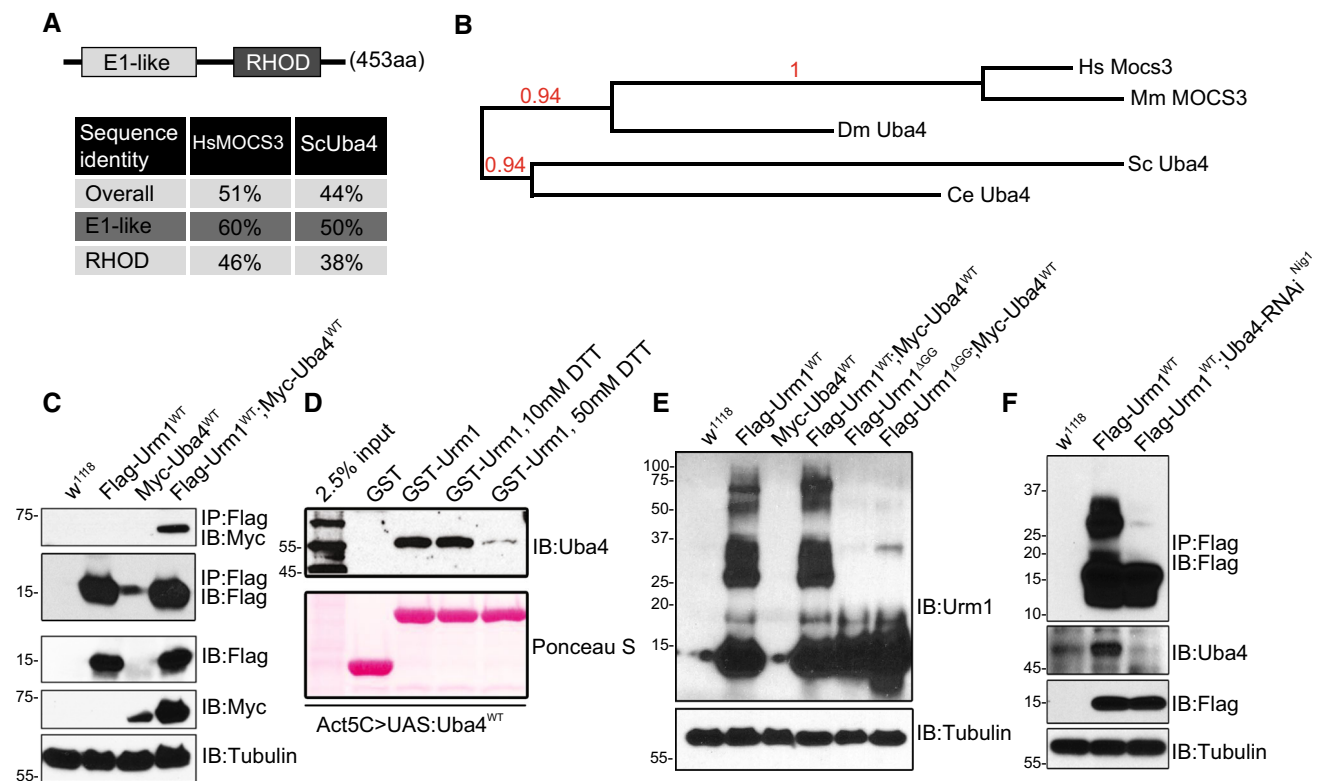 A
E1-like
RHOD
(453aa)
Sequence identity
HsMOCS3
ScUba4
Overall
51%
44%
E1-like
60%
50%
RHOD
46%
38%
B
0.94
1
0.94
Hs Mocs3
Mm MOCS3
Dm Uba4
Sc Uba4
Ce Uba4
C
w1118
Flag-Urm1WT
Myc-Uba4WT
Flag-Urm1WT;Myc-Uba4WT
75-
IP:Flag
IB:Myc
15-
IP:Flag
IB:Flag
15-
IB:Flag
75-
IB:Myc
55-
IB:Tubulin
D
2.5% input
GST
GST-Urm1
GST-Urm1, 10mM DTT
GST-Urm1, 50mM DTT
55-
45-
IB:Uba4
Ponceau S
Act5C>UAS:Uba4WT
E
w1118
Flag-Urm1WT
Myc-Uba4WT
Flag-Urm1WT;Myc-Uba4WT
Flag-Urm1ΔGG
Flag-Urm1ΔGG;Myc-Uba4WT
100-
75-
50-
37-
25-
20-
15-
IB:Urm1
55-
IB:Tubulin
F
w1118
Flag-Urm1WT
Flag-Urm1WT;Uba4-RNAiNig1
37-
25-
20-
15-
10-
IP:Flag
IB:Flag
45-
IB:Uba4
15-
IB:Flag
55-
IB:Tubulin